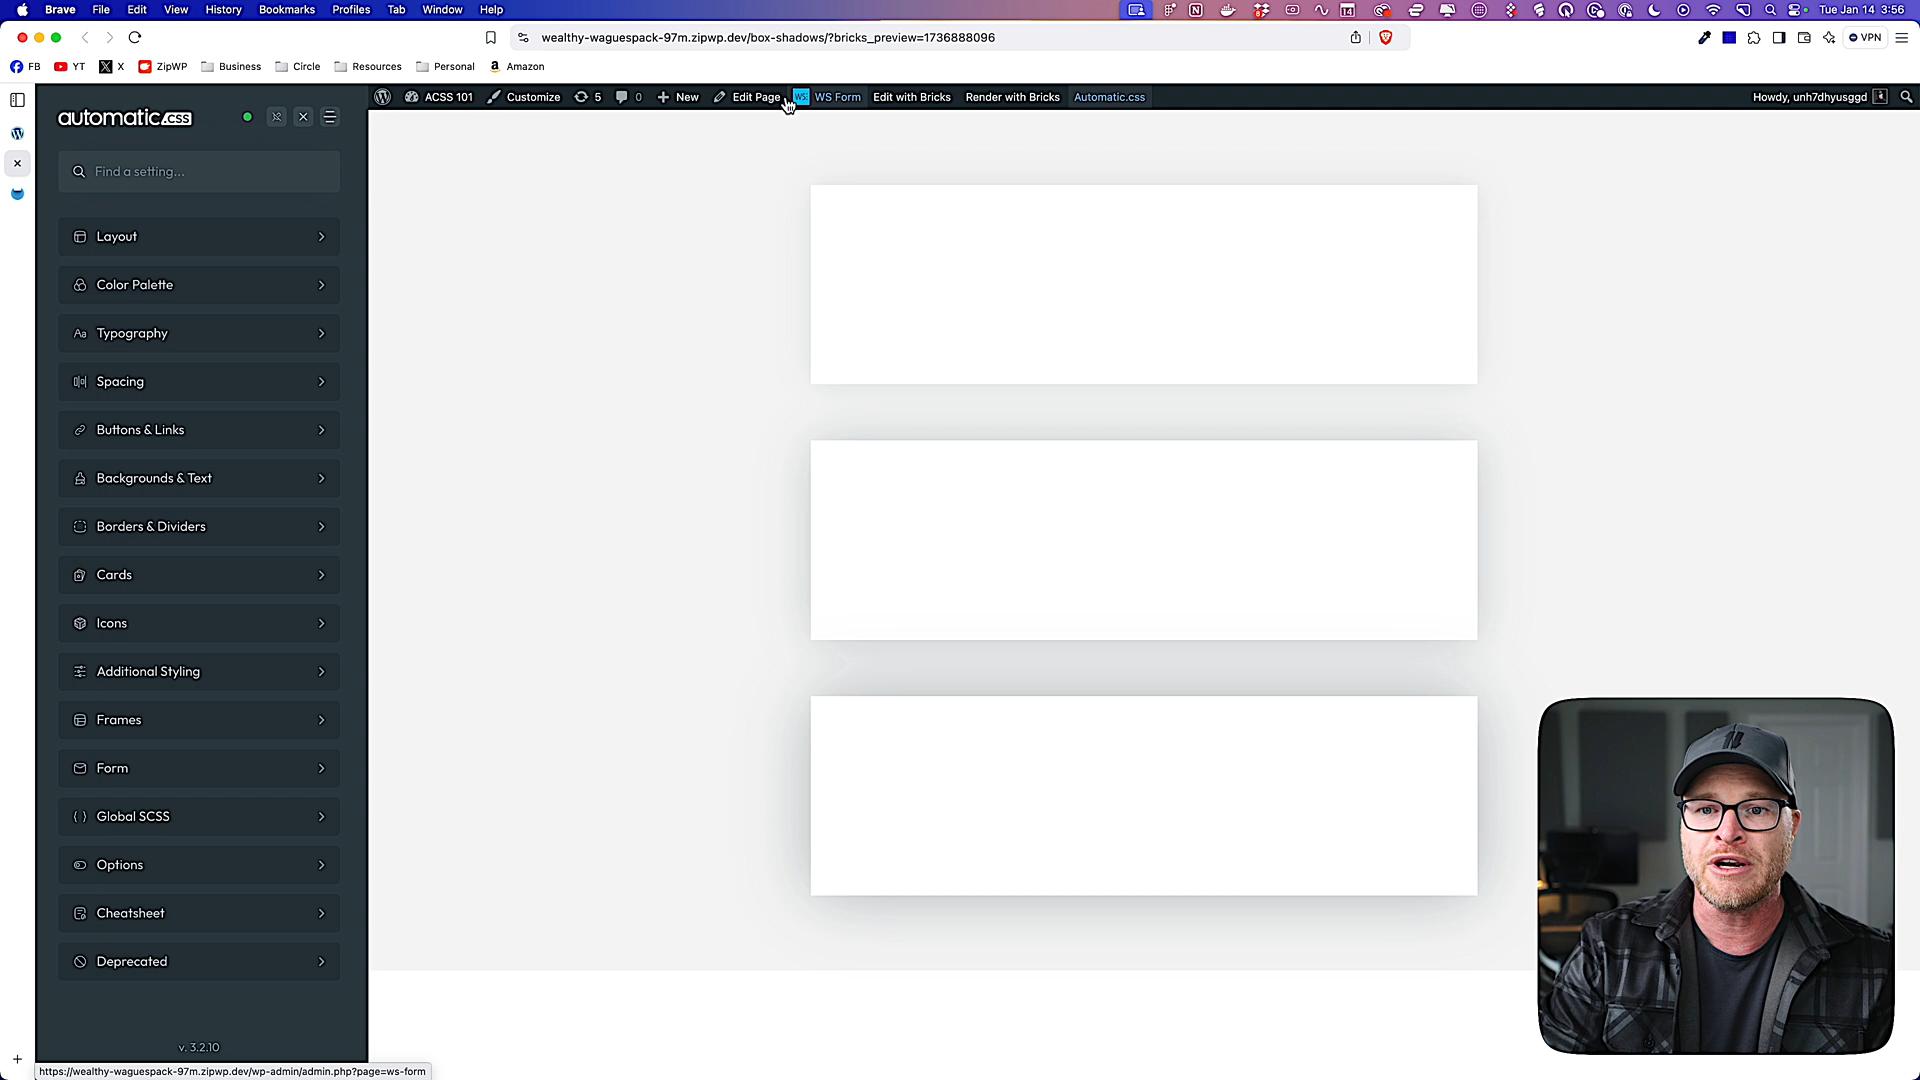 Brave File Edit View History Bookmarks Profiles Tab Window Help
14
8
Tue Jan 14 3:56
wealthy-waguespack-97m.zipwp.dev/box-shadows/?bricks_preview=1736888096
VPN
FB YT X ZipWP Business Circle Resources Personal Amazon
ACSS 101 Customize 5 0 New Edit Page WS Form Edit with Bricks Render with Bricks Automatic.css
Howdy, unh7dhyusggd
automatic.css
Find a setting...
Layout
Color Palette
Aa Typography
Spacing
Buttons & Links
Backgrounds & Text
Borders & Dividers
Cards
Icons
Additional Styling
Frames
Form
Global SCSS
Options
Cheatsheet
Deprecated
v. 3.2.10
https://wealthy-waguespack-97m.zipwp.dev/wp-admin/admin.php?page=ws-form